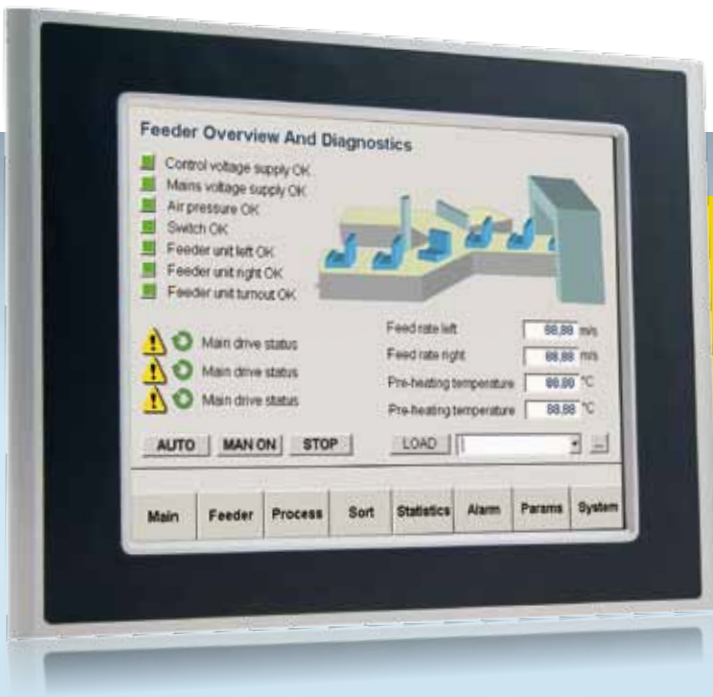 Feeder Overview And Diagnostics
Control voltage supply OK
Mains voltage supply OK
Air pressure OK
Switch OK
Feeder unit left OK
Feeder unit right OK
Feeder unit turnout OK
Main drive status
Main drive status
Main drive status
Feed rate left 88,88 m/s
Feed rate right 88,88 m/s
Pre-heating temperature 88,88 °C
Pre-heating temperature 88,88 °C
AUTO MAN ON STOP LOAD ...
Main Feeder Process Sort Statistics Alarm Params System